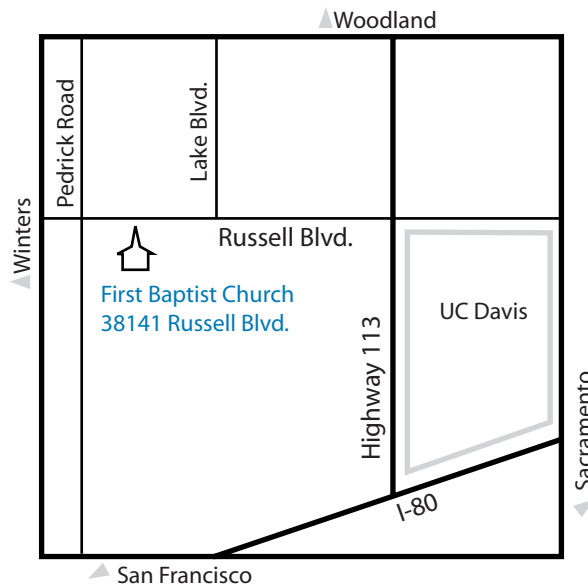 Woodland
Pedrick Road
Lake Blvd.
Winters
Russell Blvd.
First Baptist Church
38141 Russell Blvd.
UC Davis
Highway 113
Sacramento
I-80
San Francisco